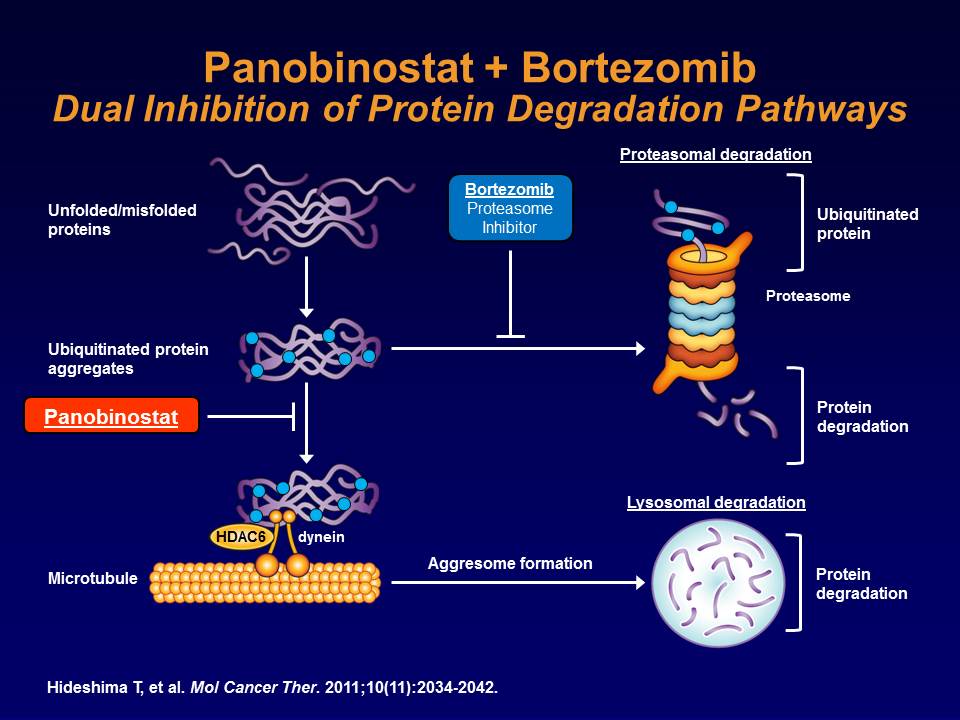 Panobinostat + Bortezomib
Dual Inhibition of Protein Degradation Pathways
Proteasomal degradation
Unfolded/misfolded
proteins
Bortezomib
Proteasome
Inhibitor
Ubiquitinated
protein
Proteasome
Ubiquitinated protein
aggregates
Panobinostat
Protein
degradation
Lysosomal degradation
HDAC6
dynein
Microtubule
Aggresome formation
Protein
degradation
Hideshima T, et al. Mol Cancer Ther. 2011;10(11):2034-2042.